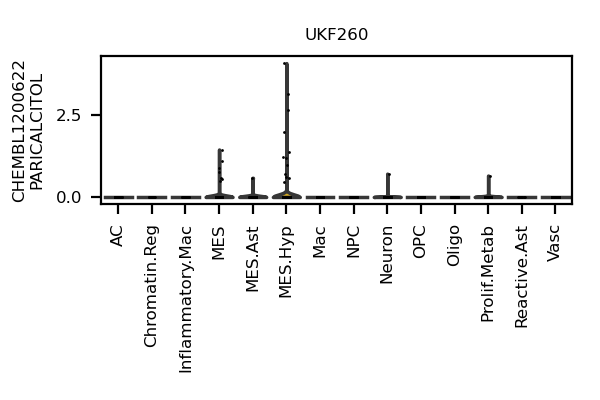 UKF260
CHEMBL1200622
PARICALCITOL
2.5
0.0
AC
Chromatin.Reg
Inflammatory.Mac
MES
MES.Ast
MES.Hyp
Mac
NPC
Neuron
OPC
Oligo
Prolif.Metab
Reactive.Ast
Vasc